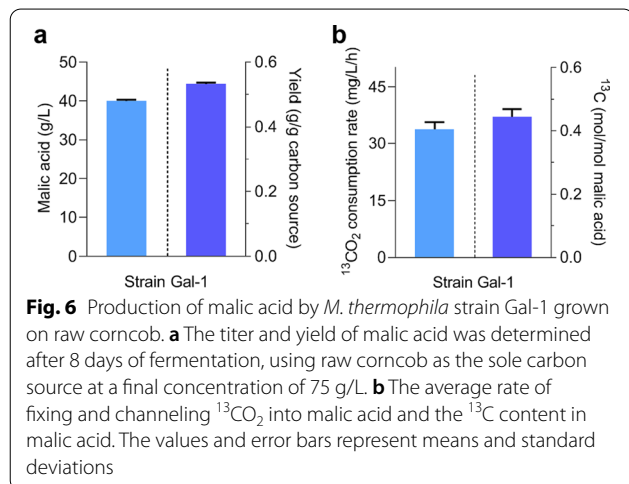 a
b
50
40
30
20
10
0
Malic acid (g/L)
0.6
0.4
0.2
0.0
Yield (g/g carbon source)
Strain Gal-1
45
30
15
0
¹³CO₂ consumption rate (mg/L/h)
0.6
0.4
0.2
0.0
¹³C (mol/mol malic acid)
Strain Gal-1
Fig. 6 Production of malic acid by M. thermophila strain Gal-1 grown
on raw corncob. a The titer and yield of malic acid was determined
after 8 days of fermentation, using raw corncob as the sole carbon
source at a final concentration of 75 g/L. b The average rate of
fixing and channeling ¹³CO₂ into malic acid and the ¹³C content in
malic acid. The values and error bars represent means and standard
deviations